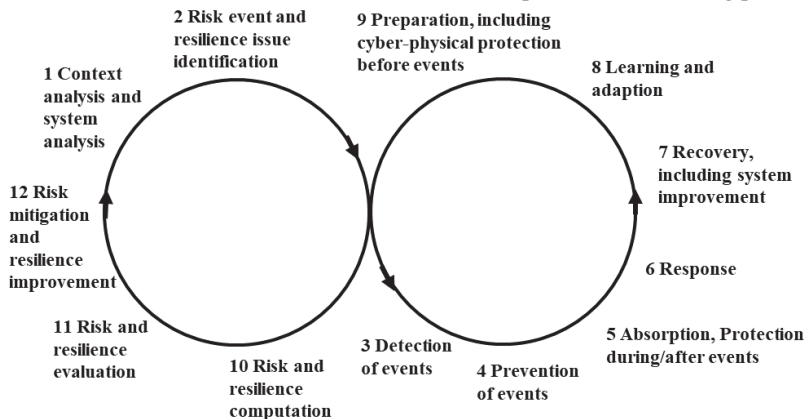 2 Risk event and
resilience issue
identification
9 Preparation, including
cyber-physical protection
before events
1 Context
analysis and
system
analysis
8 Learning and
adaption
7 Recovery,
including system
improvement
12 Risk
mitigation
and
resilience
improvement
6 Response
11 Risk and
resilience
evaluation
10 Risk and
resilience
computation
3 Detection
of events
4 Prevention
of events
5 Absorption, Protection
during/after events